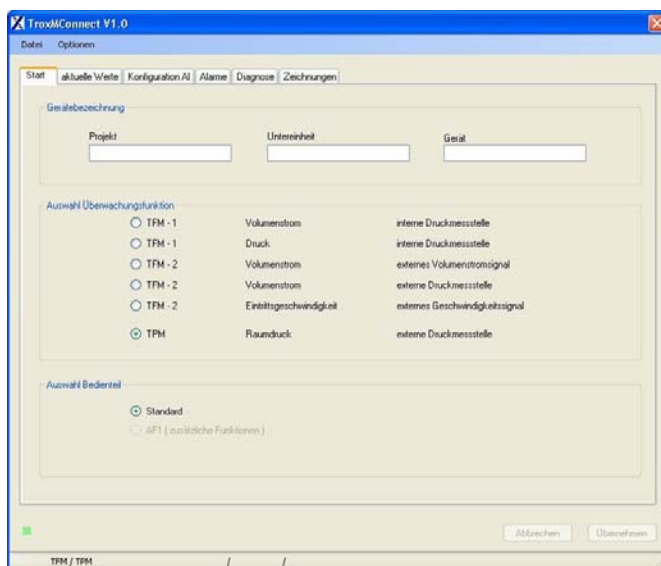 TroxMConnect V1.0
Datei Optionen
Start aktuelle Werte Konfiguration AI Alarme Diagnose Zeichnungen
Gerätebezeichnung
Projekt Untereinheit Gerät
Auswahl Überwachungsfunktion
TFM - 1 Volumenstrom interne Druckmessstelle
TFM - 1 Druck interne Druckmessstelle
TFM - 2 Volumenstrom externes Volumenstromsignal
TFM - 2 Volumenstrom externe Druckmessstelle
TFM - 2 Eintrittsgeschwindigkeit externes Geschwindigkeitssignal
TPM Raumdruck externe Druckmessstelle
Auswahl Bedienteil
Standard
AF1 ( zusätzliche Funktionen )
Abbrechen Übernehmen
TFM / TPM / /